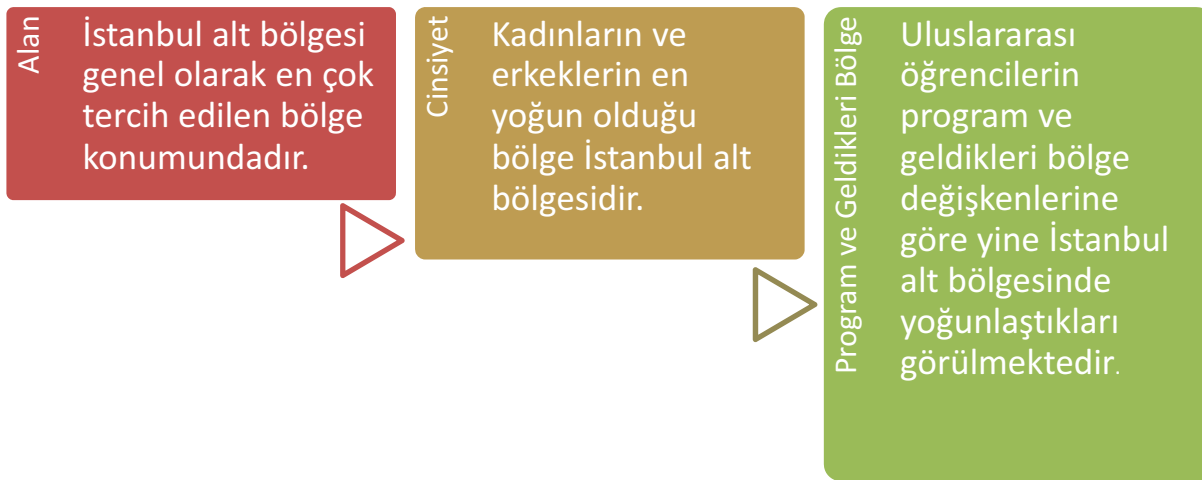 Alan
İstanbul alt bölgesi
genel olarak en çok
tercih edilen bölge
konumundadır.
Cinsiyet
Kadınların ve
erkeklerin en
yoğun olduğu
bölge İstanbul alt
bölgesidir.
Program ve Geldikleri Bölge
Uluslararası
öğrencilerin
program ve
geldikleri bölge
değişkenlerine
göre yine İstanbul
alt bölgesinde
yoğunlaştıkları
görülmektedir.